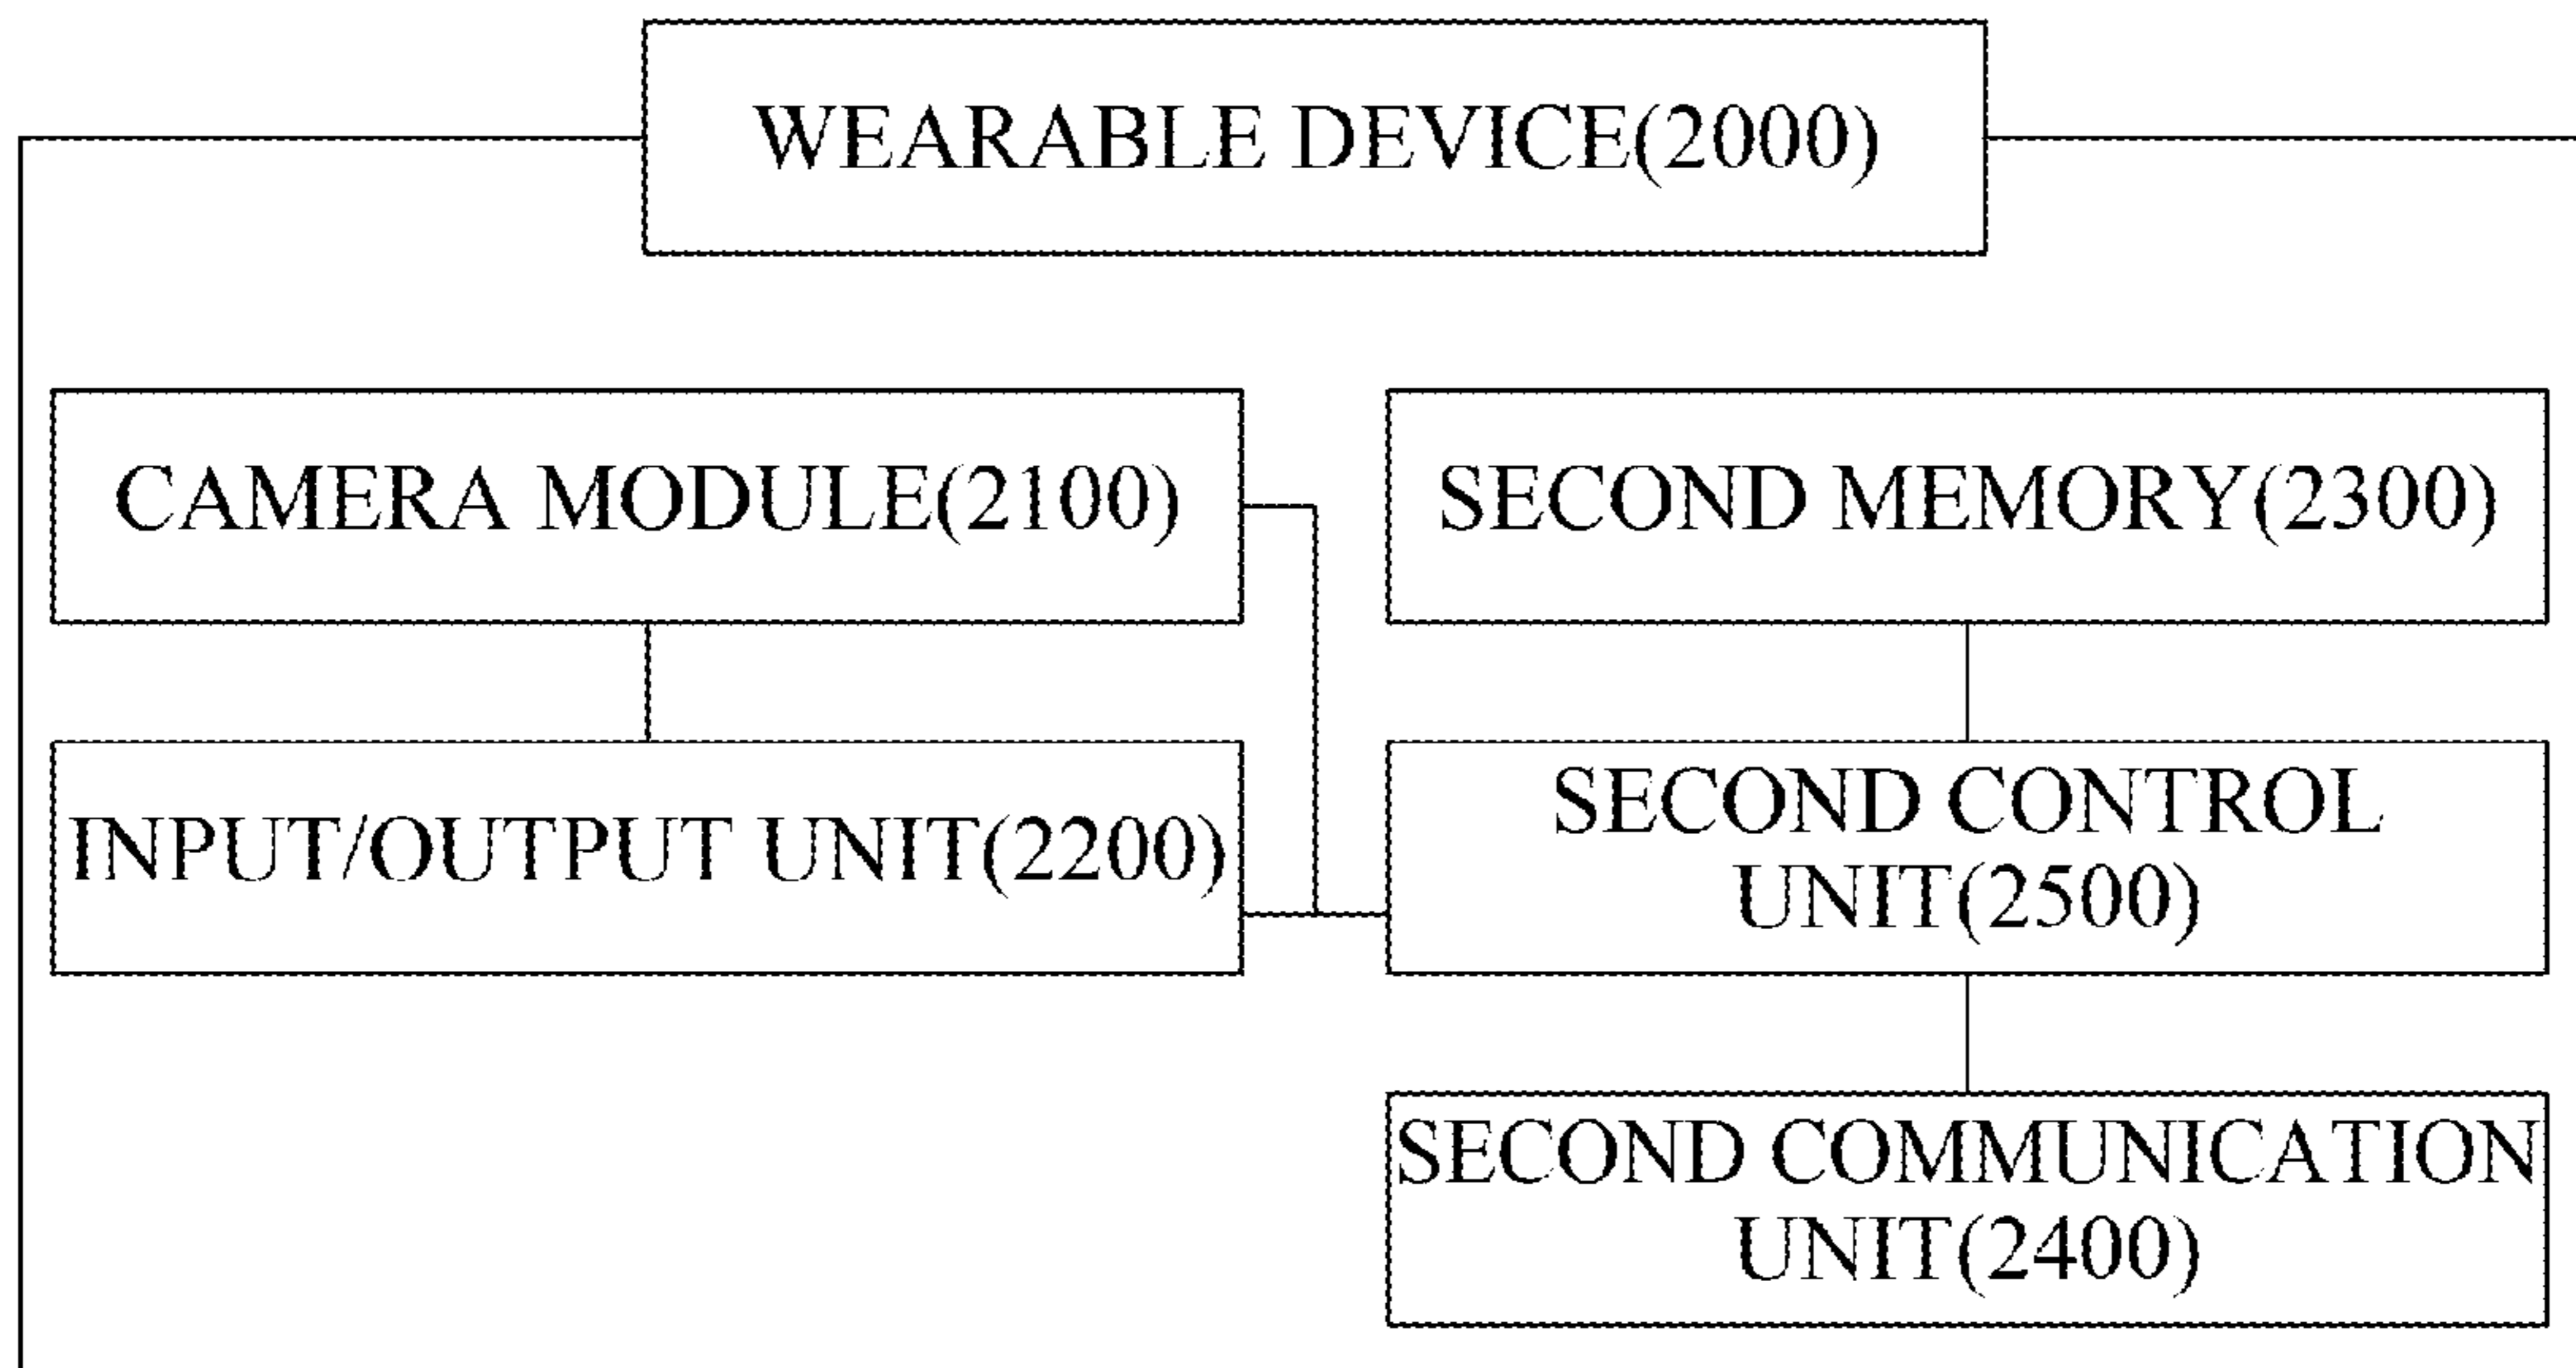 WEARABLE DEVICE(2000)
CAMERA MODULE(2100)
SECOND MEMORY(2300)
INPUT/OUTPUT UNIT(2200)
SECOND CONTROL
UNIT(2500)
SECOND COMMUNICATION
UNIT(2400)